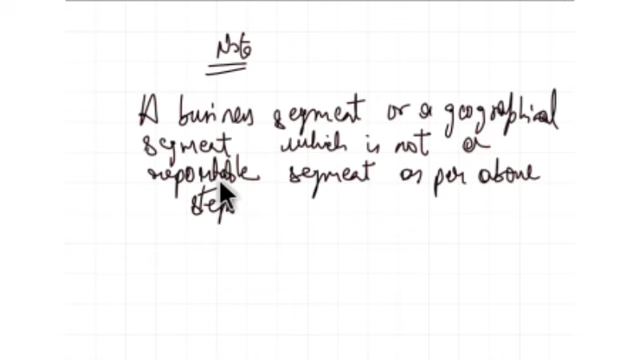 Note
A business segment or a geographical
segment which is not a
reportable segment as per above
steps